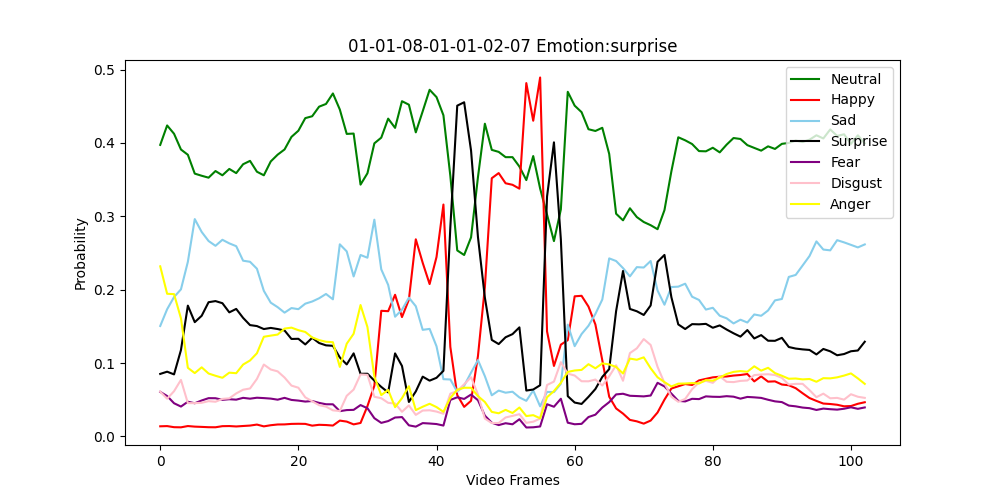 01-01-08-01-01-02-07 Emotion:surprise
0.5
0.4
0.3
0.2
0.1
0.0
Probability
Neutral
Happy
Sad
Surprise
Fear
Disgust
Anger
0 20 40 60 80 100
Video Frames